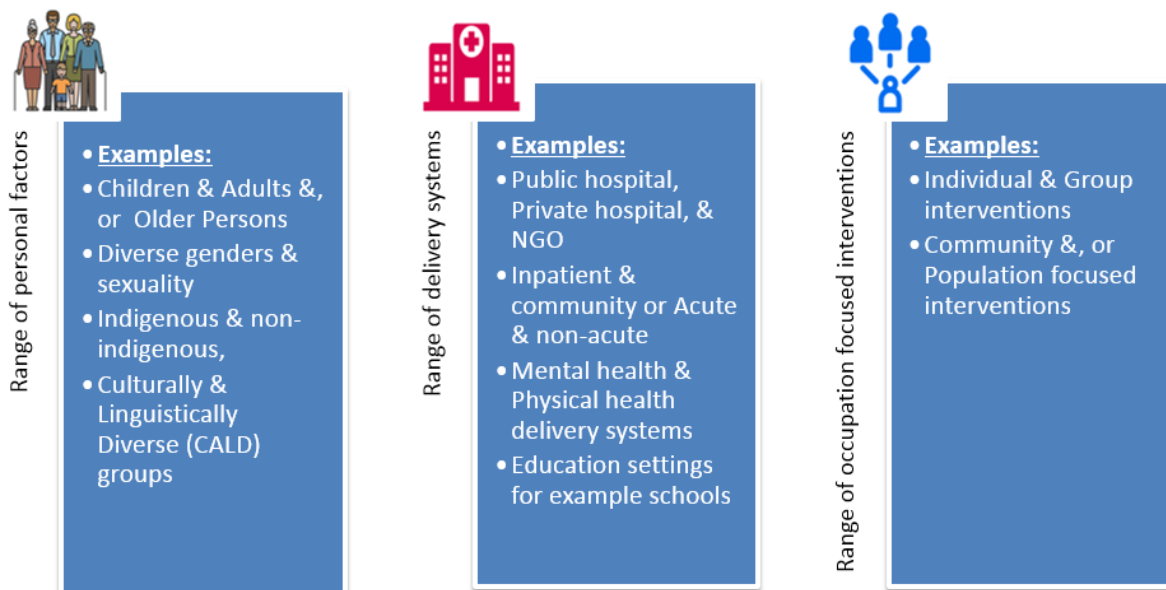 Range of personal factors
• Examples:
• Children & Adults &,
or  Older Persons
• Diverse genders &
sexuality
• Indigenous & non-
indigenous,
• Culturally &
Linguistically
Diverse (CALD)
groups
Range of delivery systems
• Examples:
• Public hospital,
Private hospital, &
NGO
• Inpatient &
community or Acute
& non-acute
• Mental health &
Physical health
delivery systems
• Education settings
for example schools
Range of occupation focused interventions
• Examples:
• Individual & Group
interventions
• Community &, or
Population focused
interventions